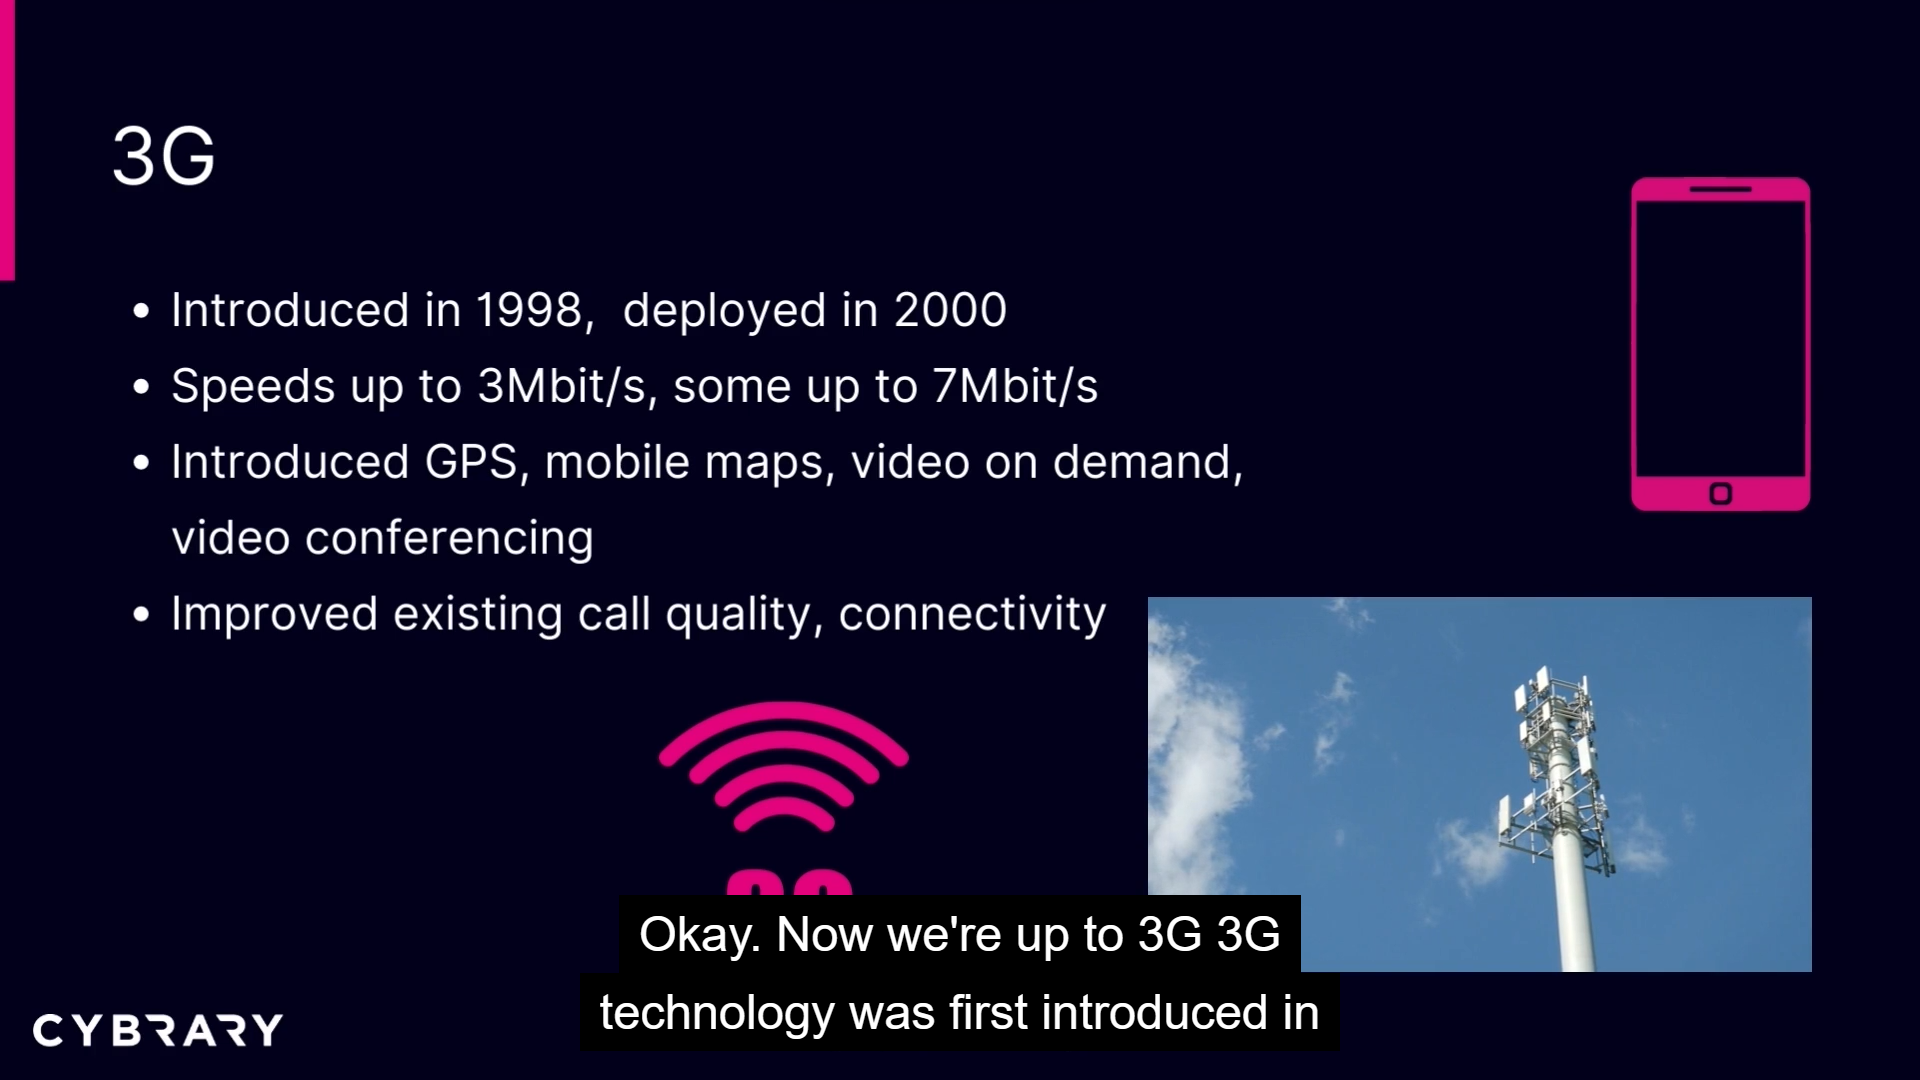 3G
• Introduced in 1998,  deployed in 2000
• Speeds up to 3Mbit/s, some up to 7Mbit/s
• Introduced GPS, mobile maps, video on demand,
video conferencing
• Improved existing call quality, connectivity
Okay. Now we're up to 3G 3G
technology was first introduced in
CYBRARY